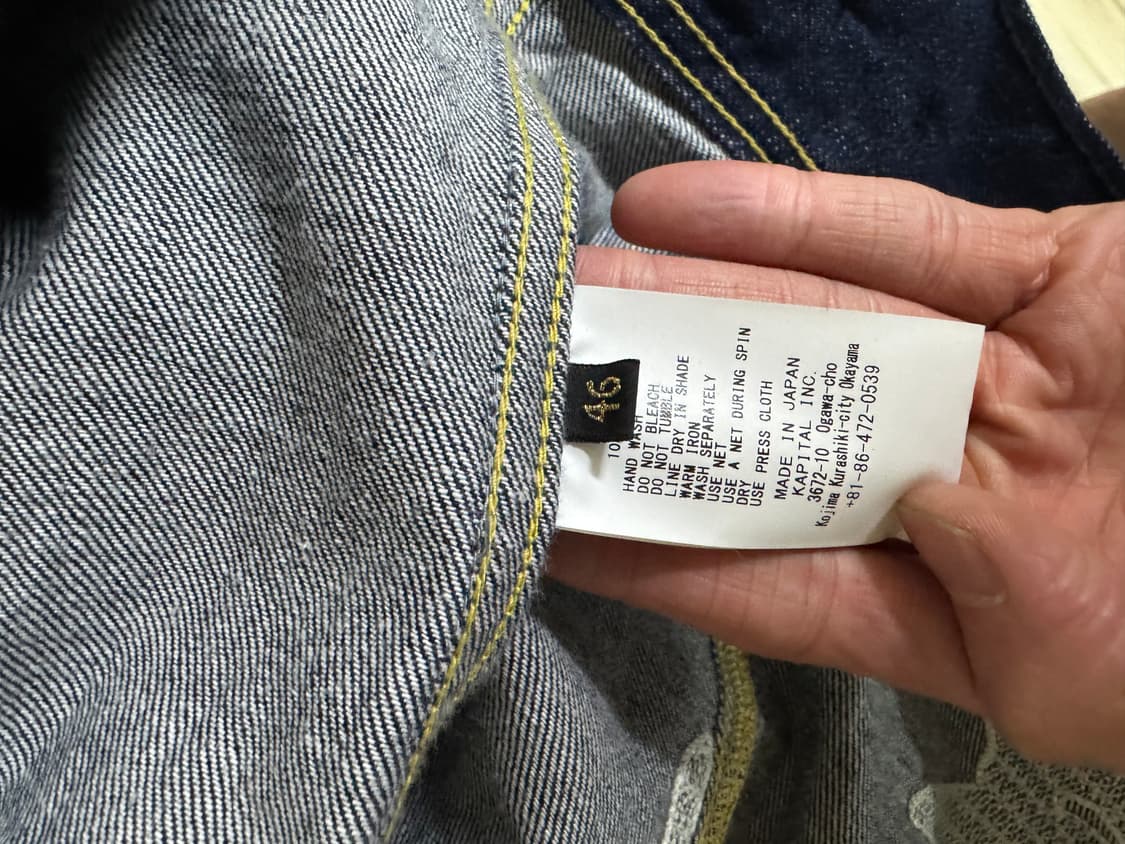 46
10
HAND WASH
DO NOT BLEACH
DO NOT TUMBLE
LINE DRY IN SHADE
WARM IRON
WASH SEPARATELY
USE NET
USE A NET DURING SPIN
DRY
USE PRESS CLOTH
MADE IN JAPAN
KAPITAL INC.
3672-10 Ogawa-cho
Kojima Kurashiki-city Okayama
+81-86-472-0539